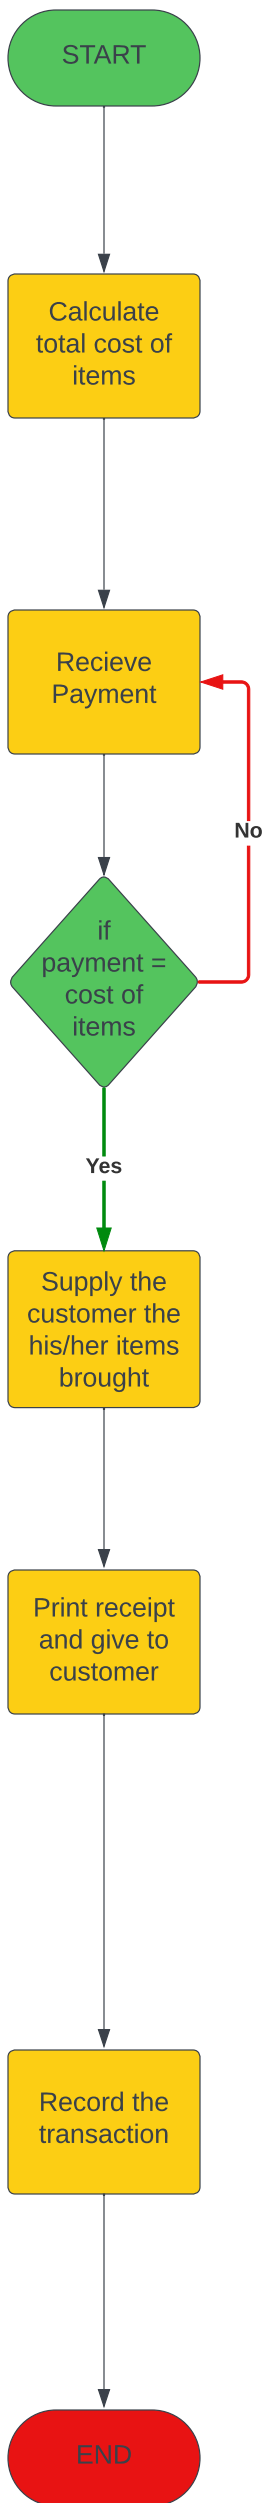 START
Calculate
total cost of
items
Recieve
Payment
No
if
payment =
cost of
items
Yes
Supply the
customer the
his/her items
brought
Print receipt
and give to
customer
Record the
transaction
END